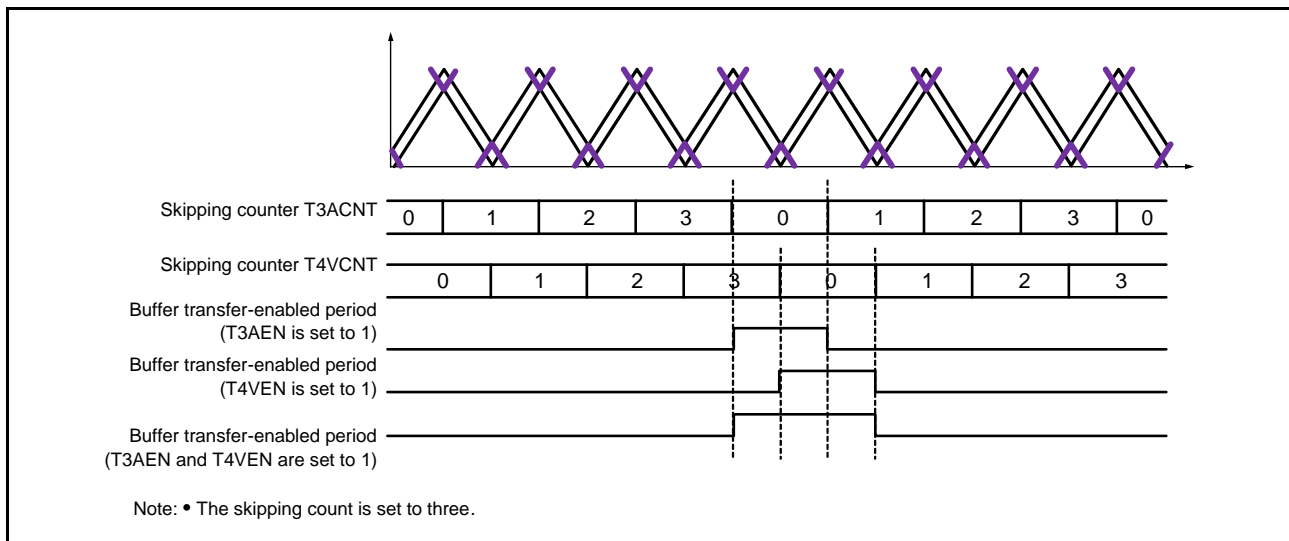 Skipping counter T3ACNT
0 1 2 3 0 1 2 3 0
Skipping counter T4VCNT
0 1 2 3 0 1 2 3
Buffer transfer-enabled period
(T3AEN is set to 1)
Buffer transfer-enabled period
(T4VEN is set to 1)
Buffer transfer-enabled period
(T3AEN and T4VEN are set to 1)
Note: • The skipping count is set to three.